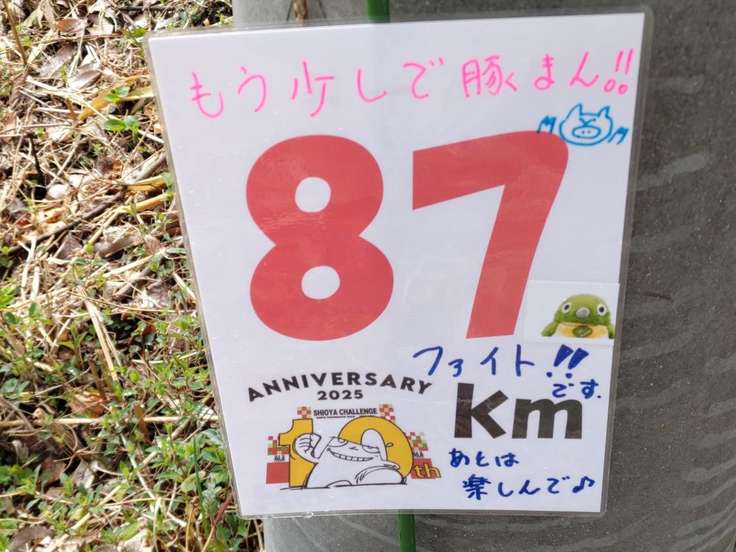 もう少しで豚まん!!
87
ファイト!!
です.
ANNIVERSARY
2025
km
SHIOYA CHALLENGE
10th
あとは
楽しんで♪